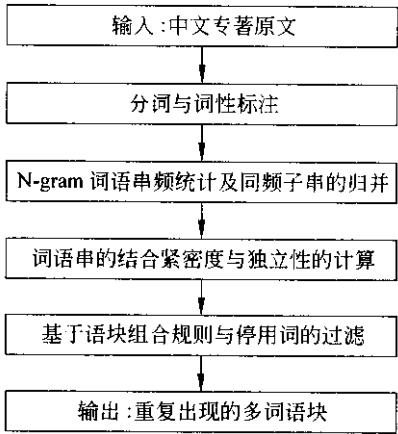 输入:中文专著原文
分词与词性标注
N-gram 词语串频统计及同频子串的归并
词语串的结合紧密度与独立性的计算
基于语块组合规则与停用词的过滤
输出:重复出现的多词语块